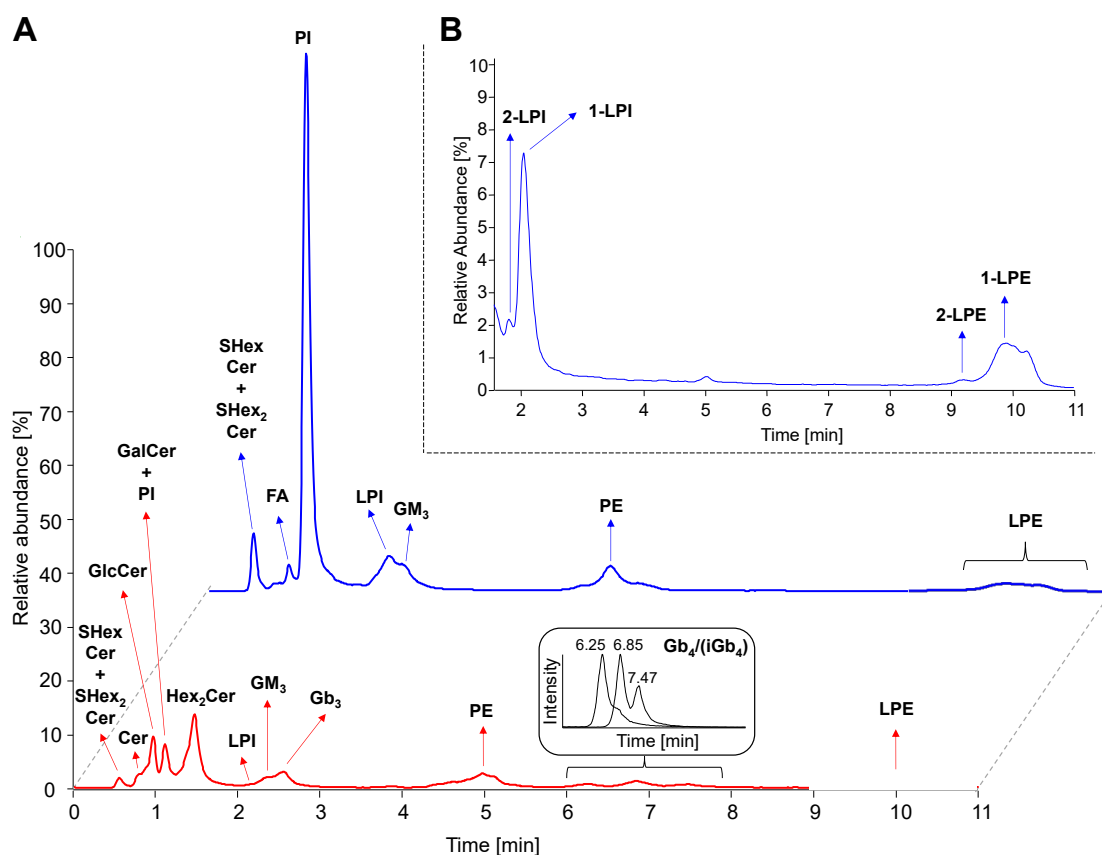 A
PI
B
10
9
8
7
6
5
4
3
2
1
0
Relative Abundance [%]
2-LPI
1-LPI
2-LPE
1-LPE
2 3 4 5 6 7 8 9 10 11
Time [min]
100
90
80
70
60
50
40
30
20
10
0
Relative abundance [%]
SHex
Cer
+
SHex₂
Cer
FA
LPI
GM₃
PE
LPE
GalCer
+
PI
GlcCer
SHex
Cer
+
SHex₂
Cer
Cer
Hex₂Cer
LPI
GM₃
Gb₃
PE
6.25 6.85
7.47
Gb₄/(iGb₄)
Intensity
Time [min]
LPE
0 1 2 3 4 5 6 7 8 9 10 11
Time [min]